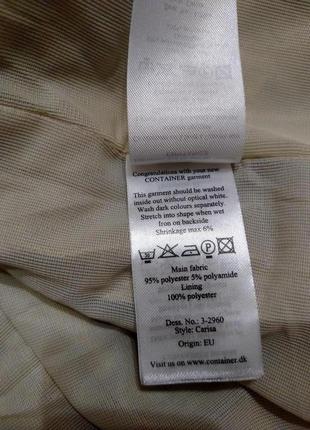 Congratulations with your new
CONTAINER garment
This garment should be washed
inside out without optical white.
Wash dark colours separately.
Stretch into shape when wet
fron on backside
Shrinkage max 6%
P
Main fabric
95% polyester 5% polyamide
Lining
100% polyester
Dess. No.: 3-2960
Style: Carisa
Origin: EU
Visit us on www.container.dk